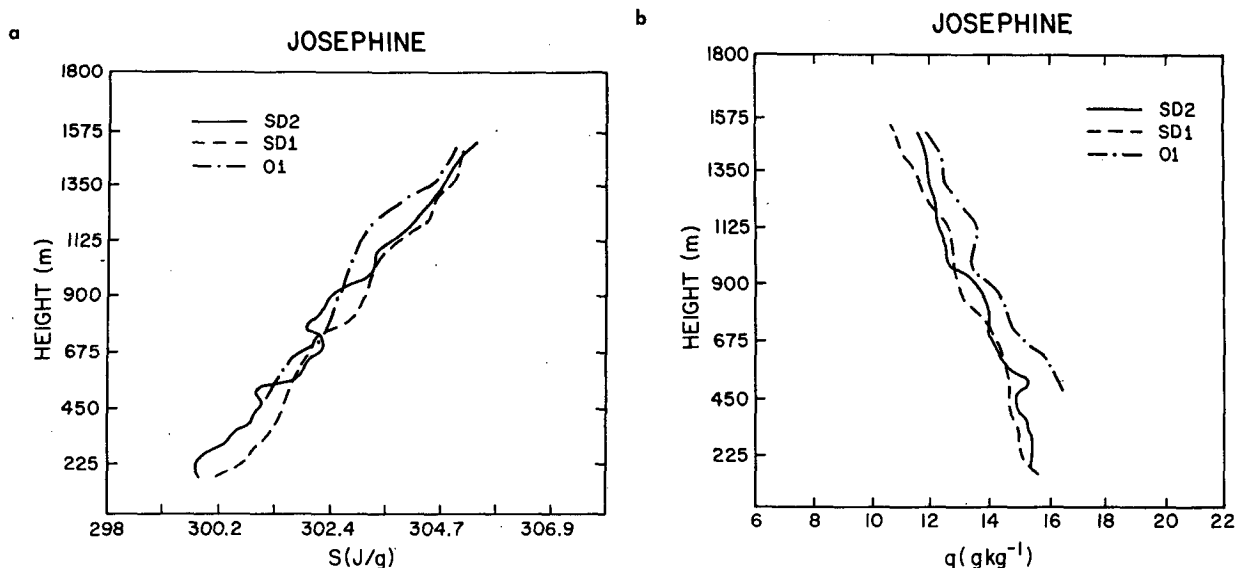 a
JOSEPHINE
1800
1575
1350
1125
900
675
450
225
HEIGHT (m)
SD2
SD1
O1
298 300.2 302.4 304.7 306.9
S(J/g)
b
JOSEPHINE
1800
1575
1350
1125
900
675
450
225
HEIGHT (m)
SD2
SD1
O1
6 8 10 12 14 16 18 20 22
q(gkg⁻¹)